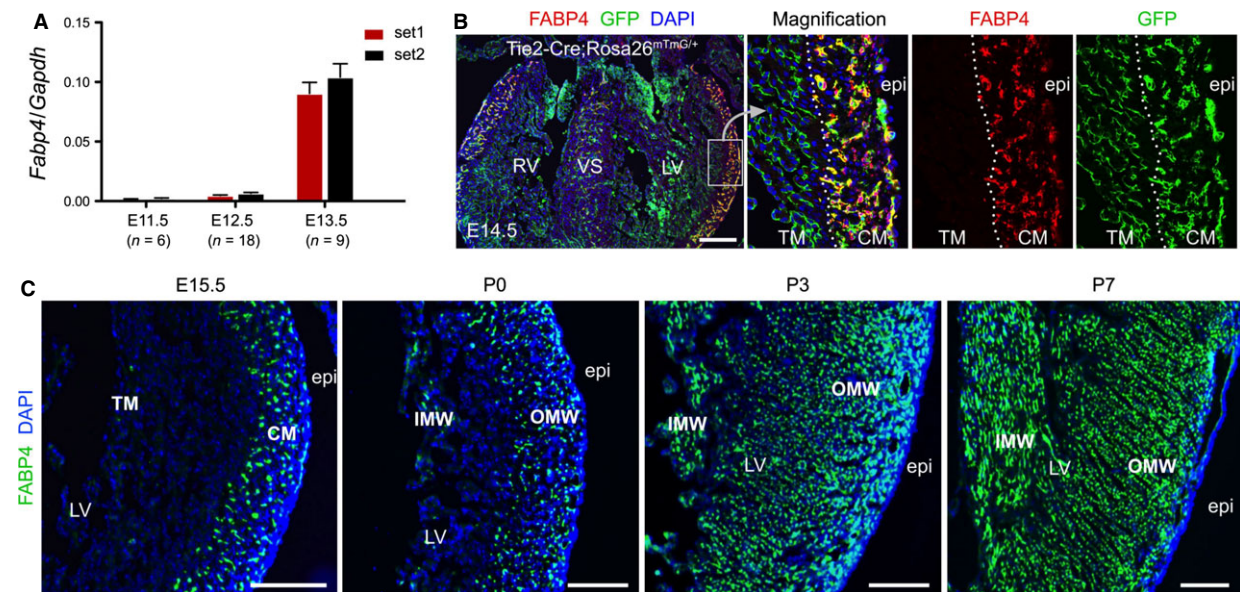 A
Fabp4/Gapdh
0.15
0.10
0.05
0.00
set1
set2
E11.5
(n = 6)
E12.5
(n = 18)
E13.5
(n = 9)
B
FABP4 GFP DAPI
Tie2-Cre;Rosa26mTmG/+
RV
VS
LV
E14.5
Magnification
epi
TM
CM
FABP4
epi
TM
CM
GFP
epi
TM
CM
C
FABP4 DAPI
E15.5
TM
CM
epi
LV
P0
epi
IMW
OMW
LV
P3
OMW
IMW
LV
epi
P7
IMW
LV
OMW
epi